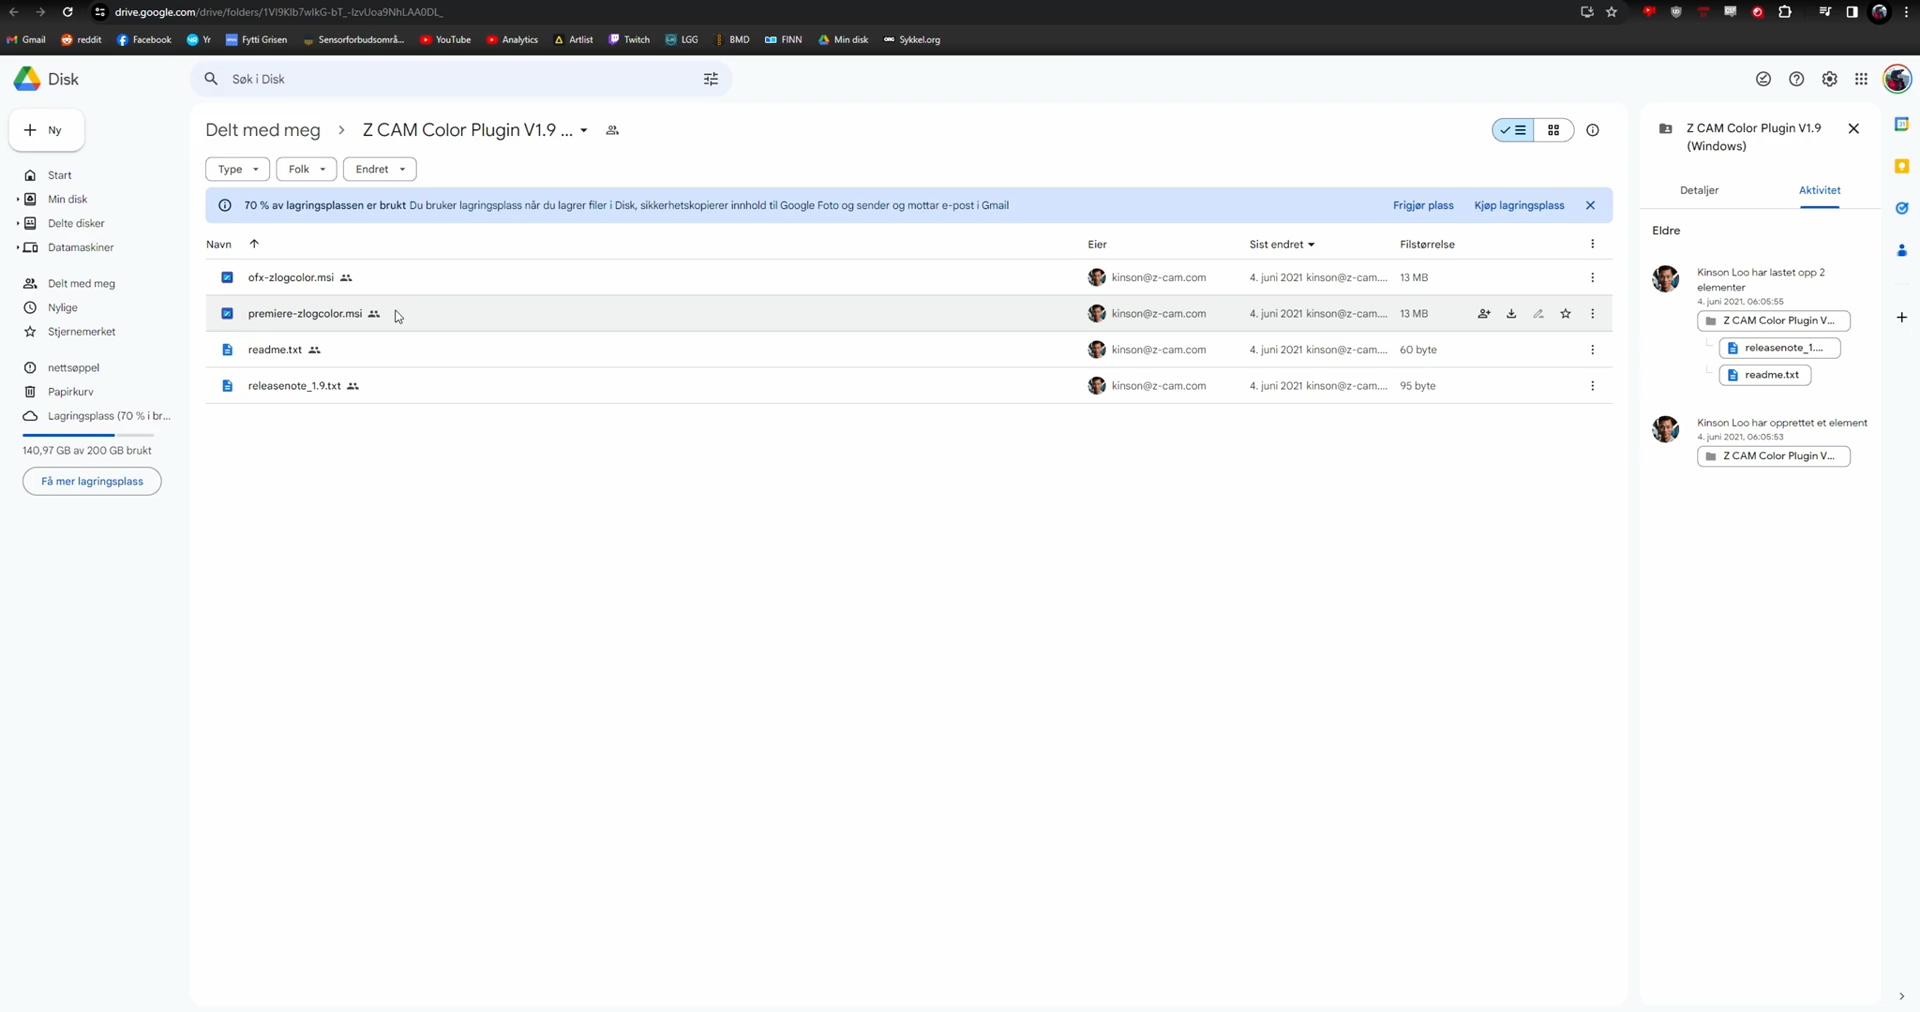 drive.google.com/drive/folders/1VI9KIb7wIkG-bT_-IzvUoa9NhLAA0DL_
Gmail
reddit
Facebook
Yr
Fytti Grisen
Sensorforbudsområ...
YouTube
Analytics
Artlist
Twitch
LGG
BMD
FINN
Min disk
Sykkel.org
Disk
Søk i Disk
Ny
Start
Min disk
Delte disker
Datamaskiner
Delt med meg
Nylige
Stjernemerket
nettsøppel
Papirkurv
Lagringsplass (70 % i br...
140,97 GB av 200 GB brukt
Få mer lagringsplass
Delt med meg > Z CAM Color Plugin V1.9 ...
Type
Folk
Endret
70 % av lagringsplassen er brukt Du bruker lagringsplass når du lagrer filer i Disk, sikkerhetskopierer innhold til Google Foto og sender og mottar e-post i Gmail
Frigjør plass
Kjøp lagringsplass
Navn
Eier
Sist endret
Filstørrelse
ofx-zlogcolor.msi
kinson@z-cam.com
4. juni 2021 kinson@z-cam....
13 MB
premiere-zlogcolor.msi
kinson@z-cam.com
4. juni 2021 kinson@z-cam....
13 MB
readme.txt
kinson@z-cam.com
4. juni 2021 kinson@z-cam....
60 byte
releasenote_1.9.txt
kinson@z-cam.com
4. juni 2021 kinson@z-cam....
95 byte
Z CAM Color Plugin V1.9
(Windows)
Detaljer
Aktivitet
Eldre
Kinson Loo har lastet opp 2
elementer
4. juni 2021, 06:05:55
Z CAM Color Plugin V...
releasenote_1....
readme.txt
Kinson Loo har opprettet et element
4. juni 2021, 06:05:53
Z CAM Color Plugin V...